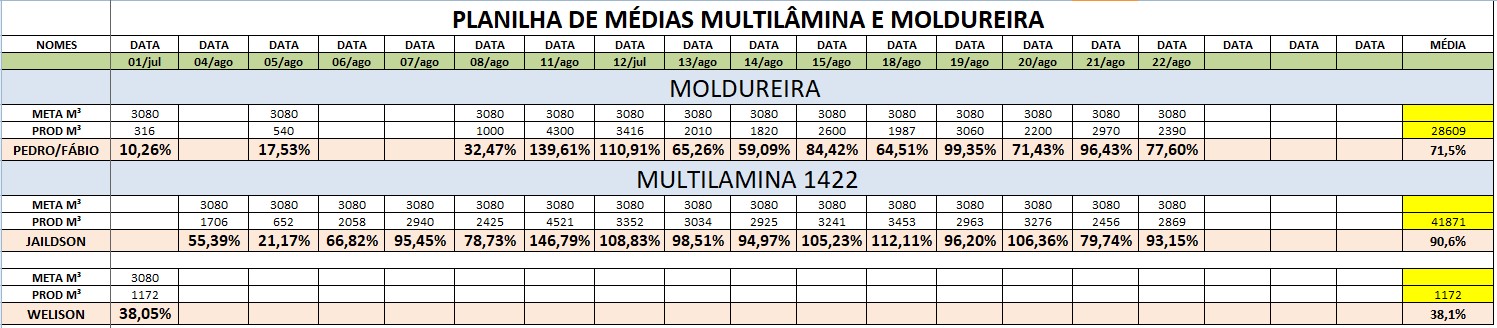 PLANILHA DE MÉDIAS MULTILÂMINA E MOLDUREIRA
NOMES DATA DATA DATA DATA DATA DATA DATA DATA DATA DATA DATA DATA DATA DATA DATA DATA DATA DATA DATA MÉDIA
01/jul 04/ago 05/ago 06/ago 07/ago 08/ago 11/ago 12/jul 13/ago 14/ago 15/ago 18/ago 19/ago 20/ago 21/ago 22/ago
MOLDUREIRA
META M³ 3080 3080 3080 3080 3080 3080 3080 3080 3080 3080 3080 3080 3080
PROD M³ 316 540 1000 4300 3416 2010 1820 2600 1987 3060 2200 2970 2390 28609
PEDRO/FÁBIO 10,26% 17,53% 32,47% 139,61% 110,91% 65,26% 59,09% 84,42% 64,51% 99,35% 71,43% 96,43% 77,60% 71,5%
MULTILAMINA 1422
META M³ 3080 3080 3080 3080 3080 3080 3080 3080 3080 3080 3080 3080 3080 3080 3080
PROD M³ 1706 652 2058 2940 2425 4521 3352 3034 2925 3241 3453 2963 3276 2456 2869 41871
JAILDSON 55,39% 21,17% 66,82% 95,45% 78,73% 146,79% 108,83% 98,51% 94,97% 105,23% 112,11% 96,20% 106,36% 79,74% 93,15% 90,6%
META M³ 3080
PROD M³ 1172 1172
WELISON 38,05% 38,1%